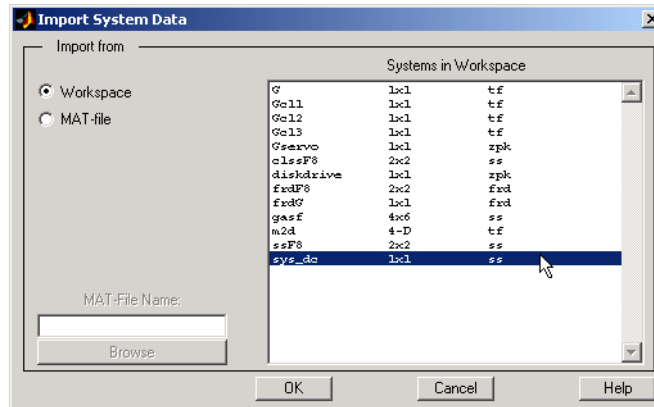 Import System Data
Import from
Systems in Workspace
Workspace
MAT-file
G 1x1 tf
Gcl1 1x1 tf
Gcl2 1x1 tf
Gcl3 1x1 tf
Gservo 1x1 zpk
clssF8 2x2 ss
diskdrive 1x1 zpk
frdF8 2x2 frd
frdG 1x1 frd
gasf 4x6 ss
m2d 4-D tf
ssF8 2x2 ss
sys_dc 1x1 ss
MAT-File Name:
Browse
OK Cancel Help